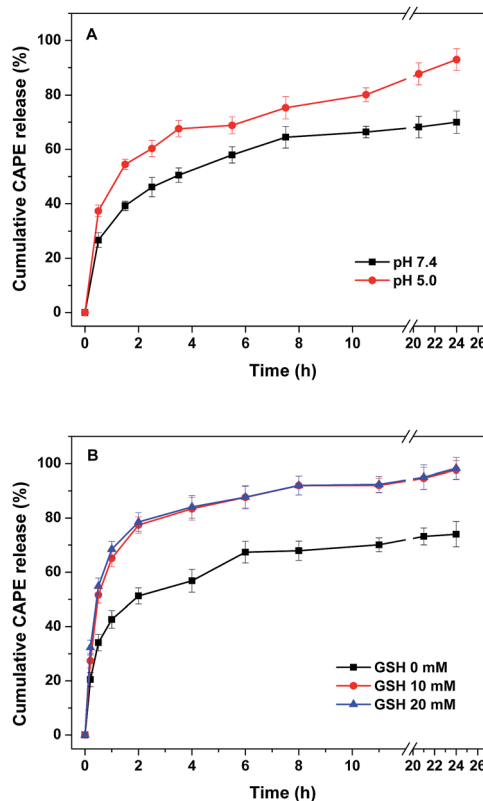 A
Cumulative CAPE release (%)
100
80
60
40
20
0
pH 7.4
pH 5.0
0 2 4 6 8 10 20 22 24 26
Time (h)
B
Cumulative CAPE release (%)
100
80
60
40
20
0
GSH 0 mM
GSH 10 mM
GSH 20 mM
0 2 4 6 8 10 20 22 24 26
Time (h)